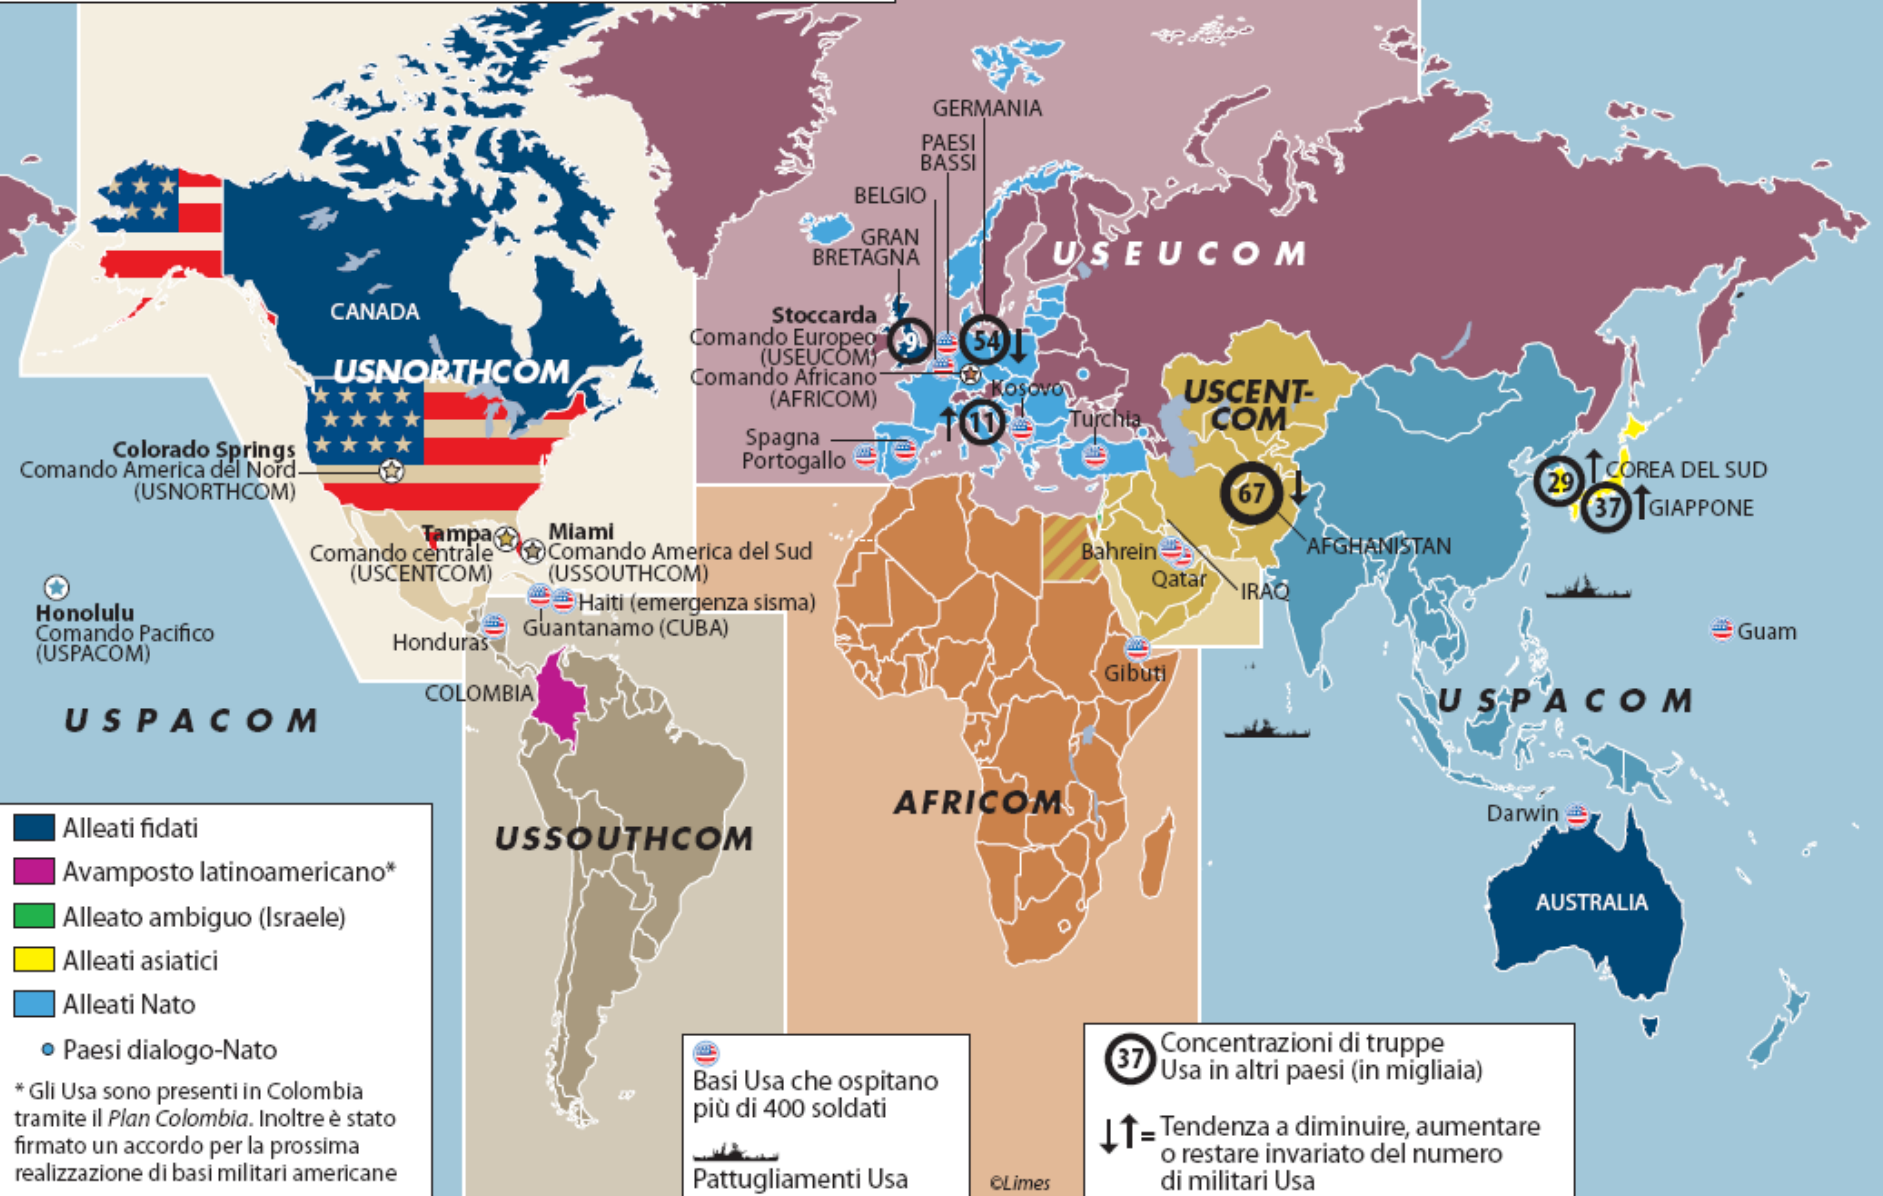 GERMANIA
PAESI
BASSI
BELGIO
GRAN
BRETAGNA
USEUCOM
CANADA
USNORTHCOM
Stoccarda
Comando Europeo
(USEUCOM)
Comando Africano
(AFRICOM)
9
54
Kosovo
11
Turchia
Spagna
Portogallo
USCENT-
COM
67
AFGHANISTAN
Bahrein
Qatar
IRAQ
29
COREA DEL SUD
37
GIAPPONE
Colorado Springs
Comando America del Nord
(USNORTHCOM)
Tampa
Comando centrale
(USCENTCOM)
Miami
Comando America del Sud
(USSOUTHCOM)
Honolulu
Comando Pacifico
(USPACOM)
Haiti (emergenza sisma)
Guantanamo (CUBA)
Honduras
COLOMBIA
Gibuti
Guam
USPACOM
USPACOM
AFRICOM
USSOUTHCOM
Darwin
AUSTRALIA
Alleati fidati
Avamposto latinoamericano*
Alleato ambiguo (Israele)
Alleati asiatici
Alleati Nato
Paesi dialogo-Nato
* Gli Usa sono presenti in Colombia
tramite il Plan Colombia. Inoltre è stato
firmato un accordo per la prossima
realizzazione di basi militari americane
Basi Usa che ospitano
più di 400 soldati
Pattugliamenti Usa
©Limes
37
Concentrazioni di truppe
Usa in altri paesi (in migliaia)
↓↑= Tendenza a diminuire, aumentare
o restare invariato del numero
di militari Usa